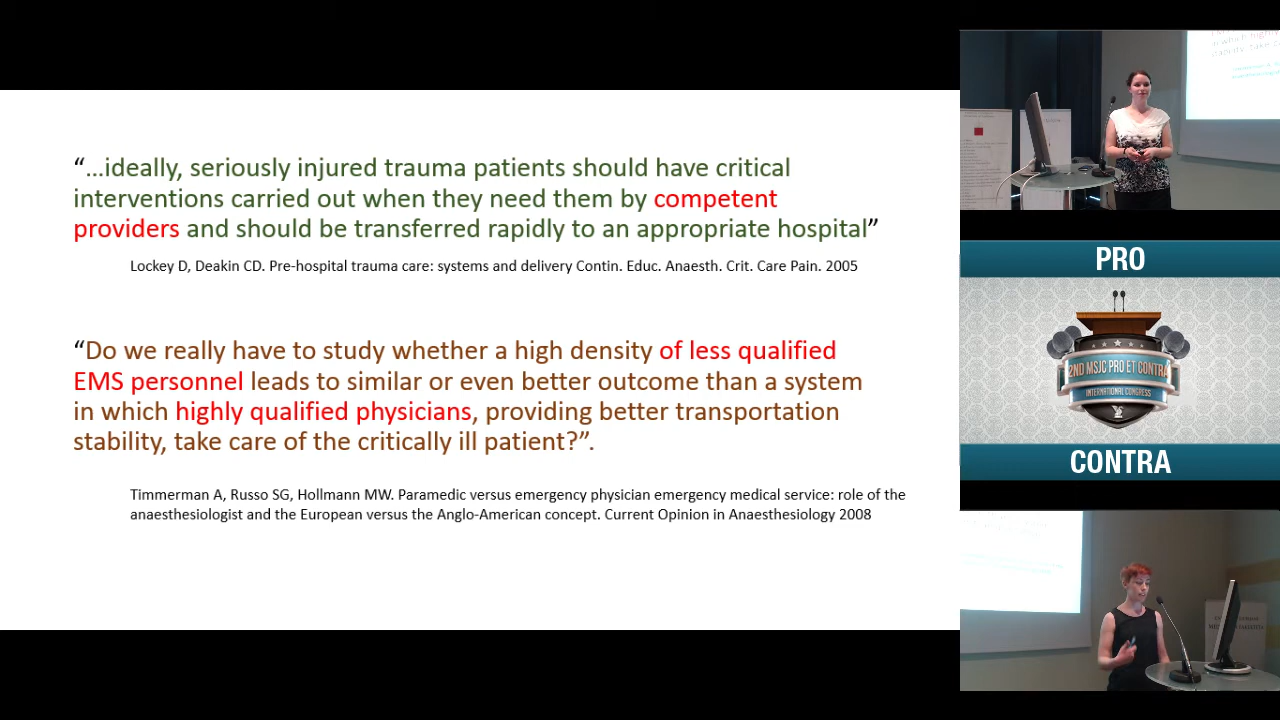 “...ideally, seriously injured trauma patients should have critical
interventions carried out when they need them by competent
providers and should be transferred rapidly to an appropriate hospital”
Lockey D, Deakin CD. Pre-hospital trauma care: systems and delivery Contin. Educ. Anaesth. Crit. Care Pain. 2005
“Do we really have to study whether a high density of less qualified
EMS personnel leads to similar or even better outcome than a system
in which highly qualified physicians, providing better transportation
stability, take care of the critically ill patient?”.
Timmerman A, Russo SG, Hollmann MW. Paramedic versus emergency physician emergency medical service: role of the
anaesthesiologist and the European versus the Anglo-American concept. Current Opinion in Anaesthesiology 2008
PRO
2ND MSJC PRO ET CONTRA
INTERNATIONAL CONGRESS
CONTRA